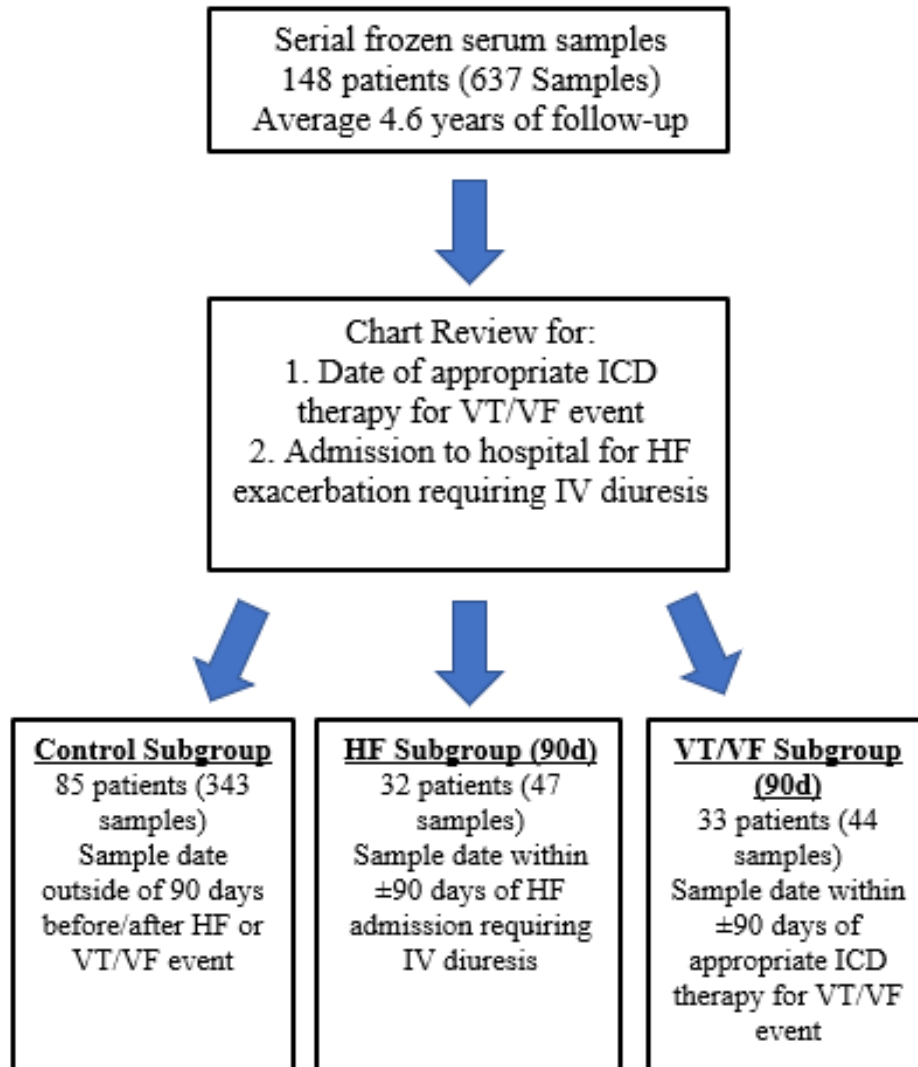 Serial frozen serum samples
148 patients (637 Samples)
Average 4.6 years of follow-up
Chart Review for:
1. Date of appropriate ICD
therapy for VT/VF event
2. Admission to hospital for HF
exacerbation requiring IV diuresis
Control Subgroup
85 patients (343
samples)
Sample date
outside of 90 days
before/after HF or
VT/VF event
HF Subgroup (90d)
32 patients (47
samples)
Sample date within
±90 days of HF
admission requiring
IV diuresis
VT/VF Subgroup
(90d)
33 patients (44
samples)
Sample date within
±90 days of
appropriate ICD
therapy for VT/VF
event